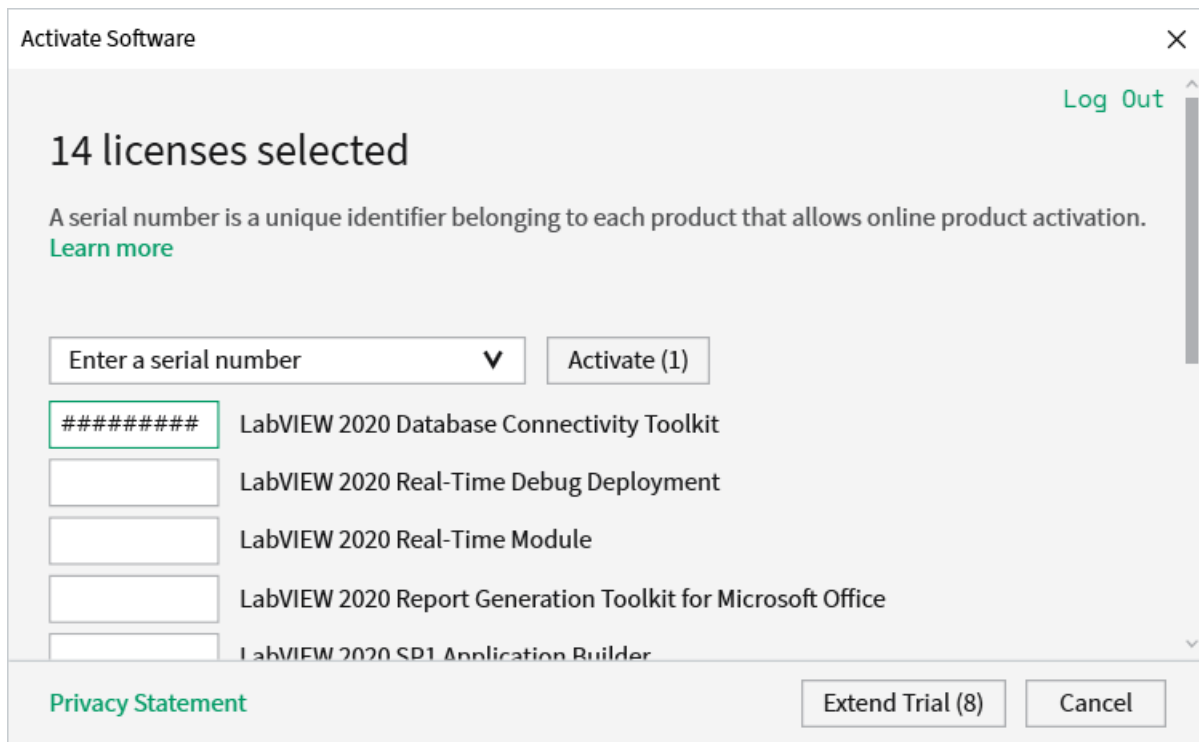 Activate Software
Log Out
14 licenses selected
A serial number is a unique identifier belonging to each product that allows online product activation.
Learn more
Enter a serial number
Activate (1)
######### LabVIEW 2020 Database Connectivity Toolkit
LabVIEW 2020 Real-Time Debug Deployment
LabVIEW 2020 Real-Time Module
LabVIEW 2020 Report Generation Toolkit for Microsoft Office
LabVIEW 2020 SP1 Application Builder
Privacy Statement
Extend Trial (8)
Cancel